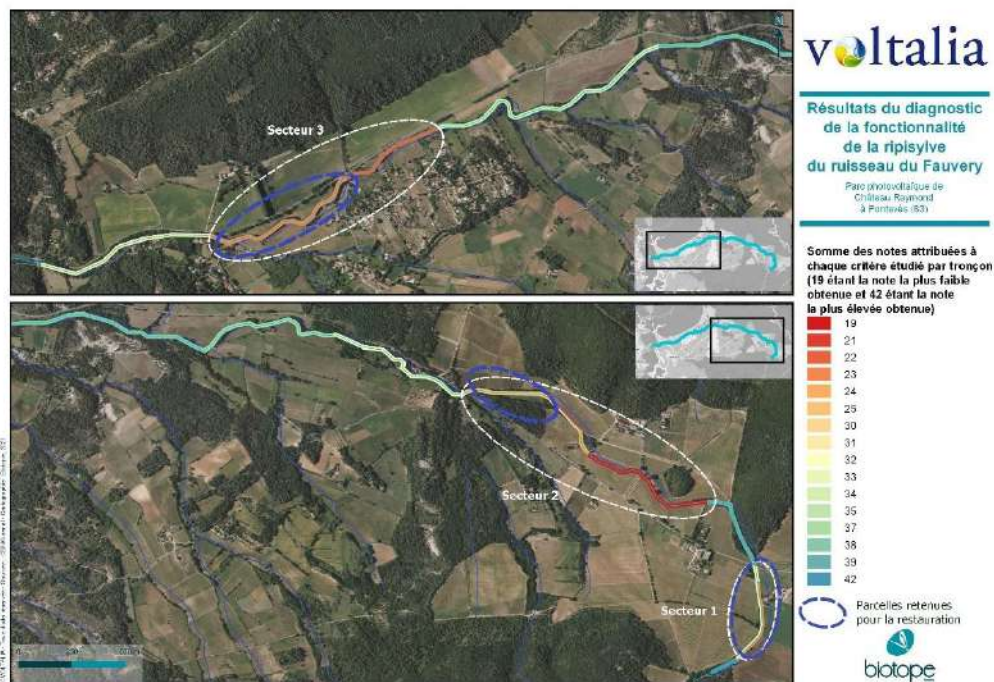 Secteur 3
N
Secteur 2
Secteur 1
voltalia
Résultats du diagnostic
de la fonctionnalité
de la ripisylve
du ruisseau du Fauvery
Parc photovoltaïque de
Château Raymond
à Pontevès (83)
Somme des notes attribuées à
chaque critère étudié par tronçon
(19 étant la note la plus faible
obtenue et 42 étant la note
la plus élevée obtenue)
19
21
22
23
24
25
30
31
32
33
34
35
37
38
39
42
Parcelles retenues
pour la restauration
biotope